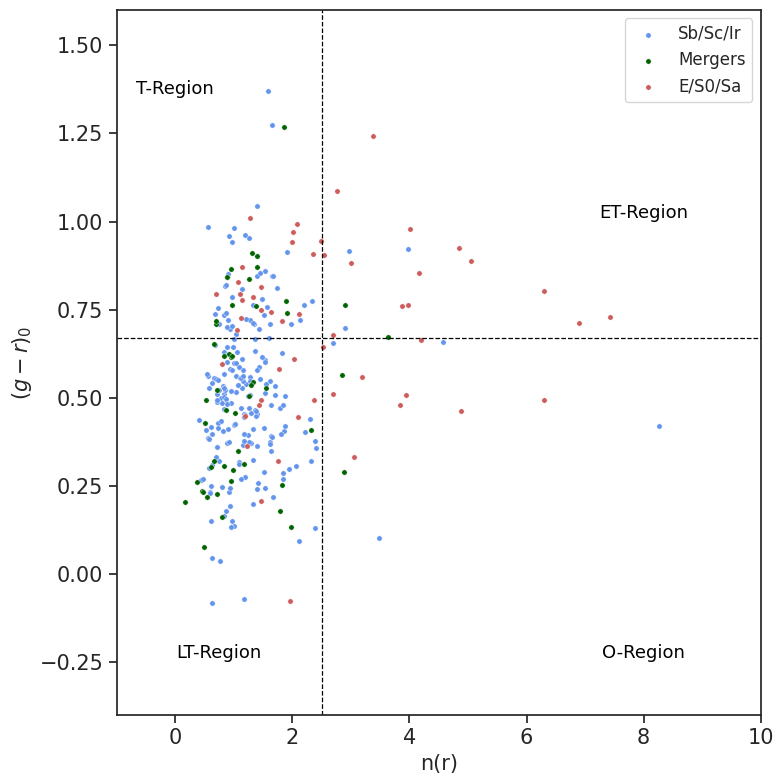 Sb/Sc/Ir
Mergers
E/S0/Sa
T-Region
ET-Region
LT-Region
O-Region
1.50
1.25
1.00
0.75
0.50
0.25
0.00
−0.25
(g − r)₀
0 2 4 6 8 10
n(r)